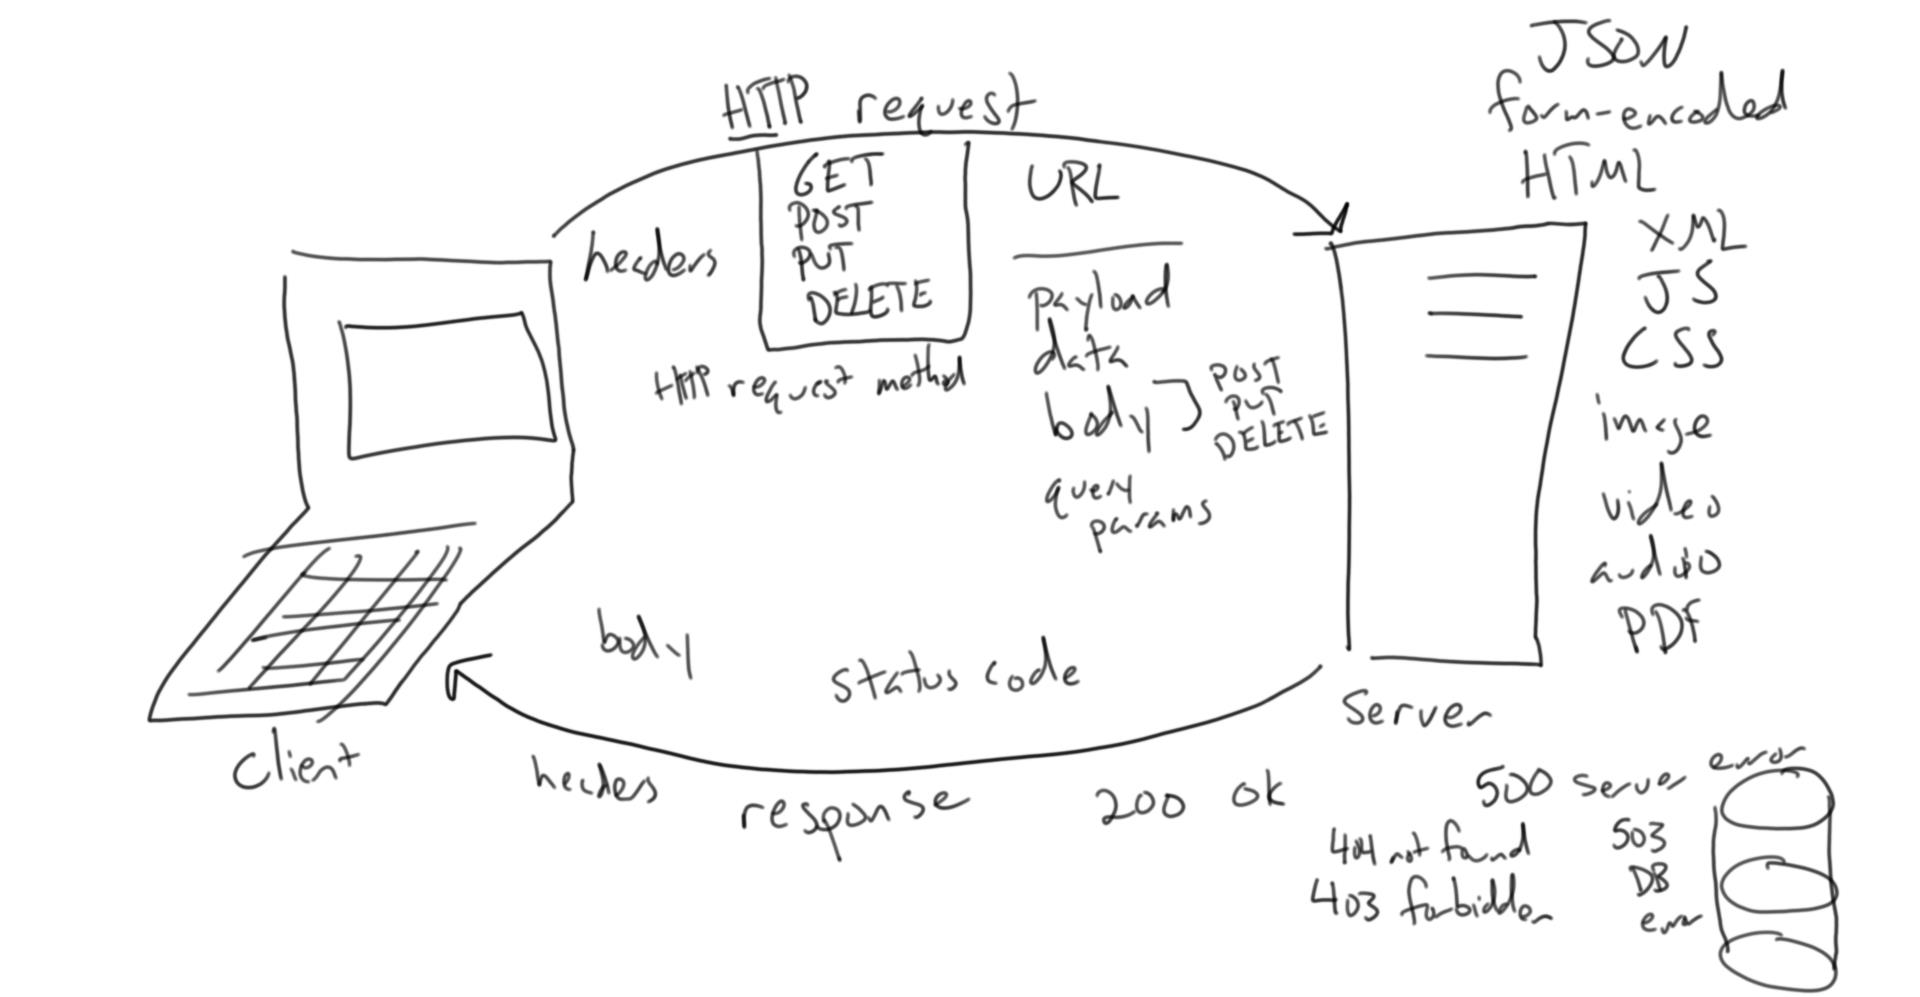 JSON
form-encoded
HTML
XML
JS
CSS
image
video
audio
PDF
HTTP request
GET
POST
PUT
DELETE
HTTP request method
headers
URL
payload
data
body
POST
PUT
DELETE
query
params
body
status code
headers
response
200 ok
client
server
500 server error
404 not found
403 forbidden
503
DB
error